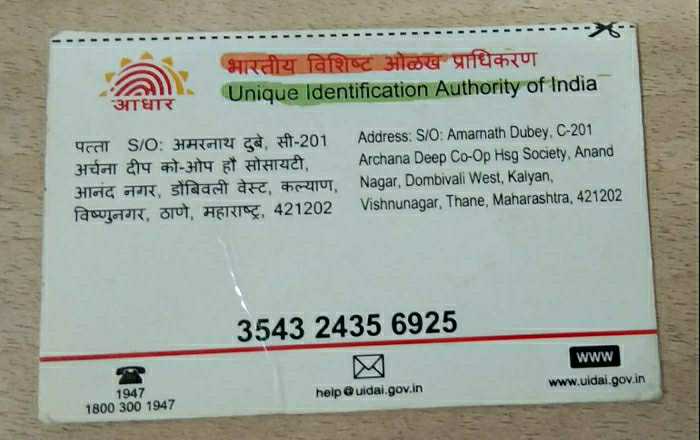 भारतीय विशिष्ट ओळख प्राधिकरण
Unique Identification Authority of India
आधार
पत्ता S/O: अमरनाथ दुबे, सी-201
अर्चना दीप को-ओप हौ सोसायटी,
आनंद नगर, डोंबिवली वेस्ट, कल्याण,
विष्णुनगर, ठाणे, महाराष्ट्र, 421202
Address: S/O: Amarnath Dubey, C-201
Archana Deep Co-Op Hsg Society, Anand
Nagar, Dombivali West, Kalyan,
Vishnunagar, Thane, Maharashtra, 421202
3543 2435 6925
1947
1800 300 1947
help@uidai.gov.in
WWW
www.uidai.gov.in